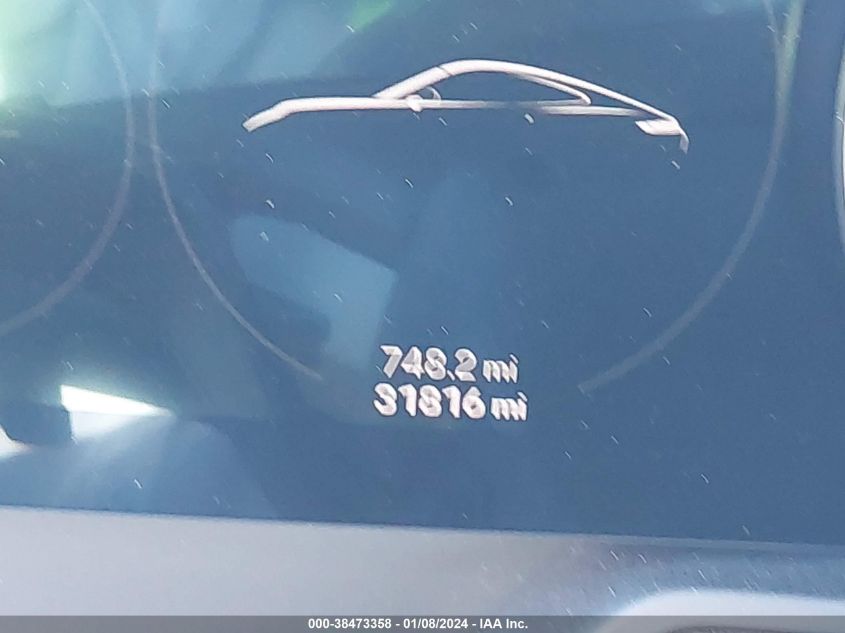 748.2 mi
31816 mi
000-38473358 - 01/08/2024 - IAA Inc.